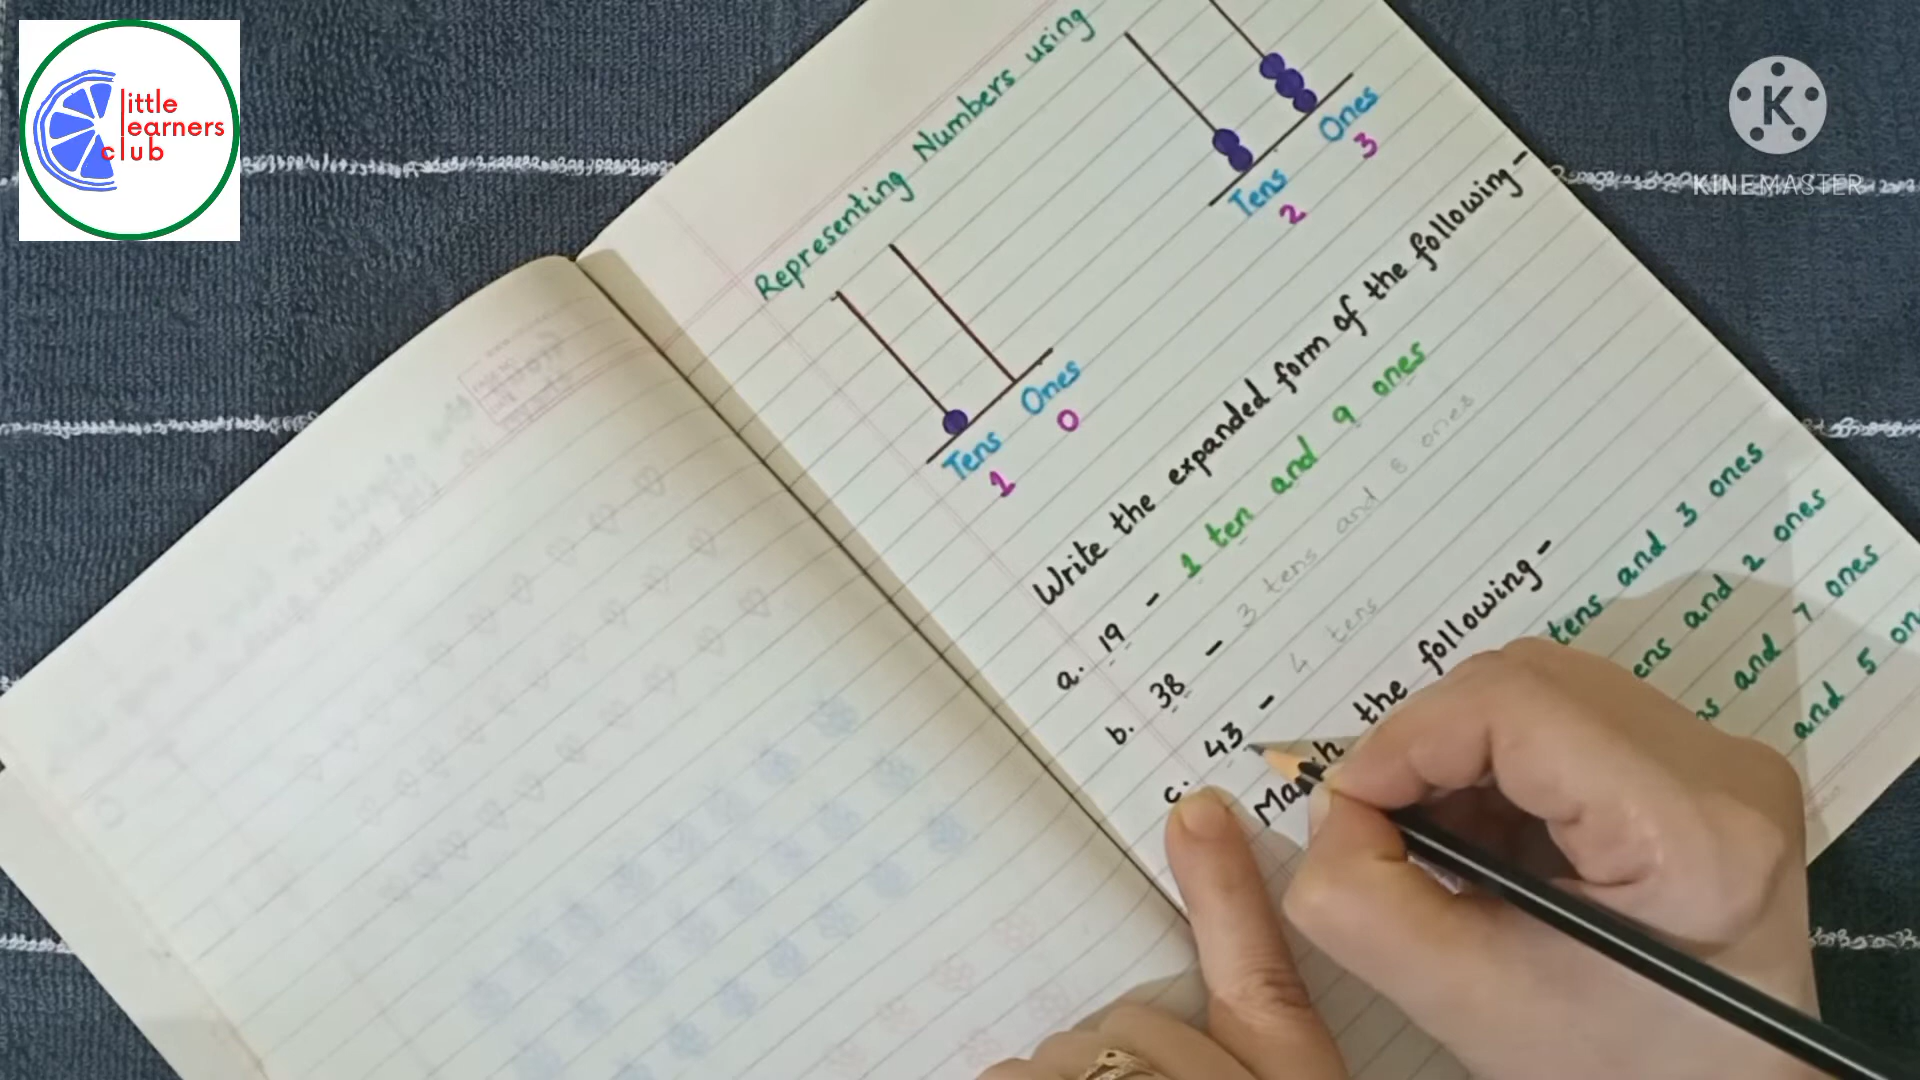 little
learners
club
KINEMASTER
Representing Numbers using
Tens Ones
1 0
Tens Ones
2 3
Write the expanded form of the following -
a. 19 - 1 ten and 9 ones
b. 38 - 3 tens and 8 ones
c. 43 - 4 tens
the following -
tens and 3 ones
and 2 ones
and 7 ones
and 5